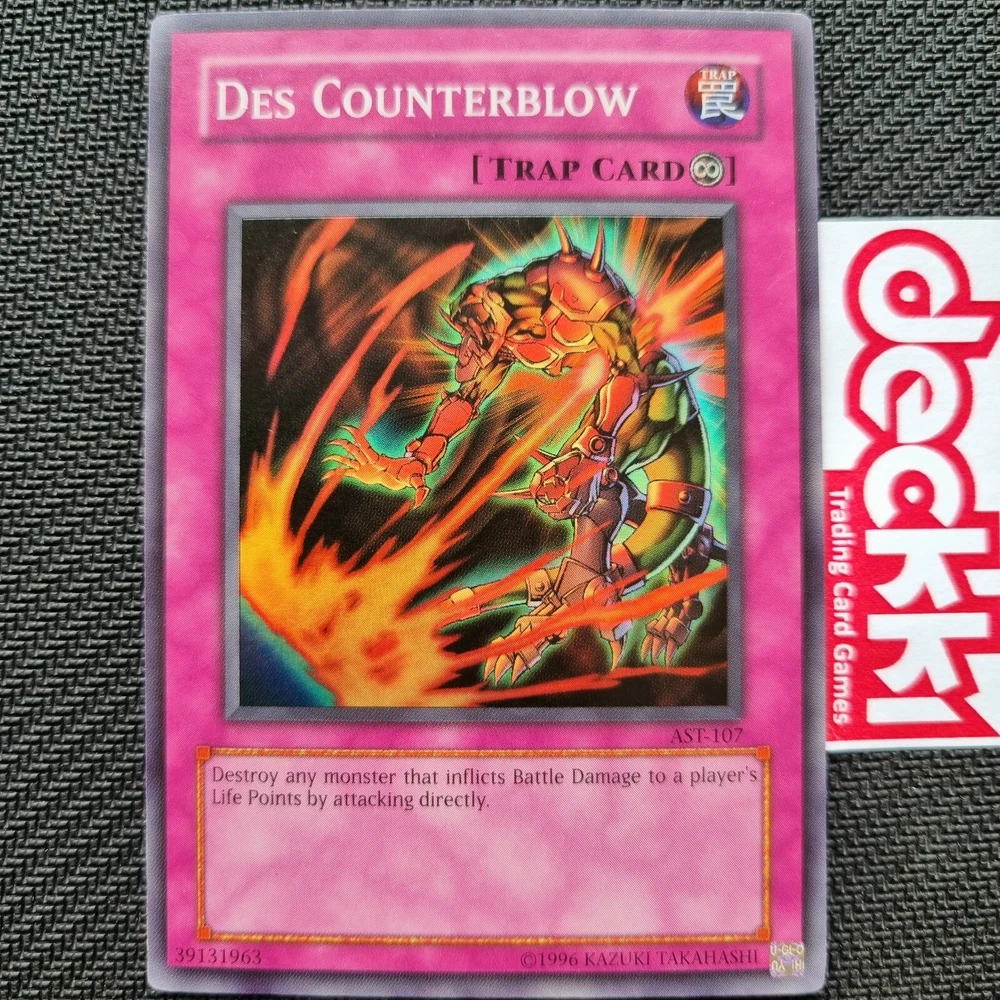 DES COUNTERBLOW
TRAP
罠
[TRAP CARD∞]
AST-107
Destroy any monster that inflicts Battle Damage to a player's
Life Points by attacking directly.
39131963
©1996 KAZUKI TAKAHASHI
deckk1
Trading Card Games